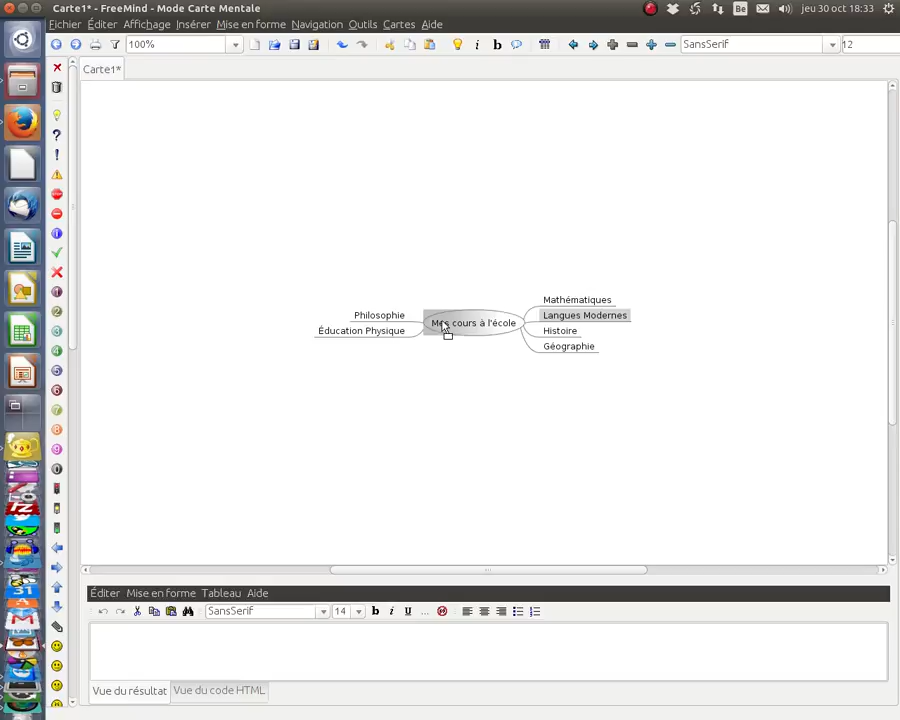 Carte1* - FreeMind - Mode Carte Mentale
Be
jeu 30 oct 18:33
Fichier Éditer Affichage Insérer Mise en forme Navigation Outils Cartes Aide
100%
SansSerif
12
Carte1*
Mathématiques
Philosophie
Langues Modernes
Mes cours à l'école
Éducation Physique
Histoire
Géographie
Éditer Mise en forme Tableau Aide
SansSerif
14
b i U ...
Vue du résultat
Vue du code HTML